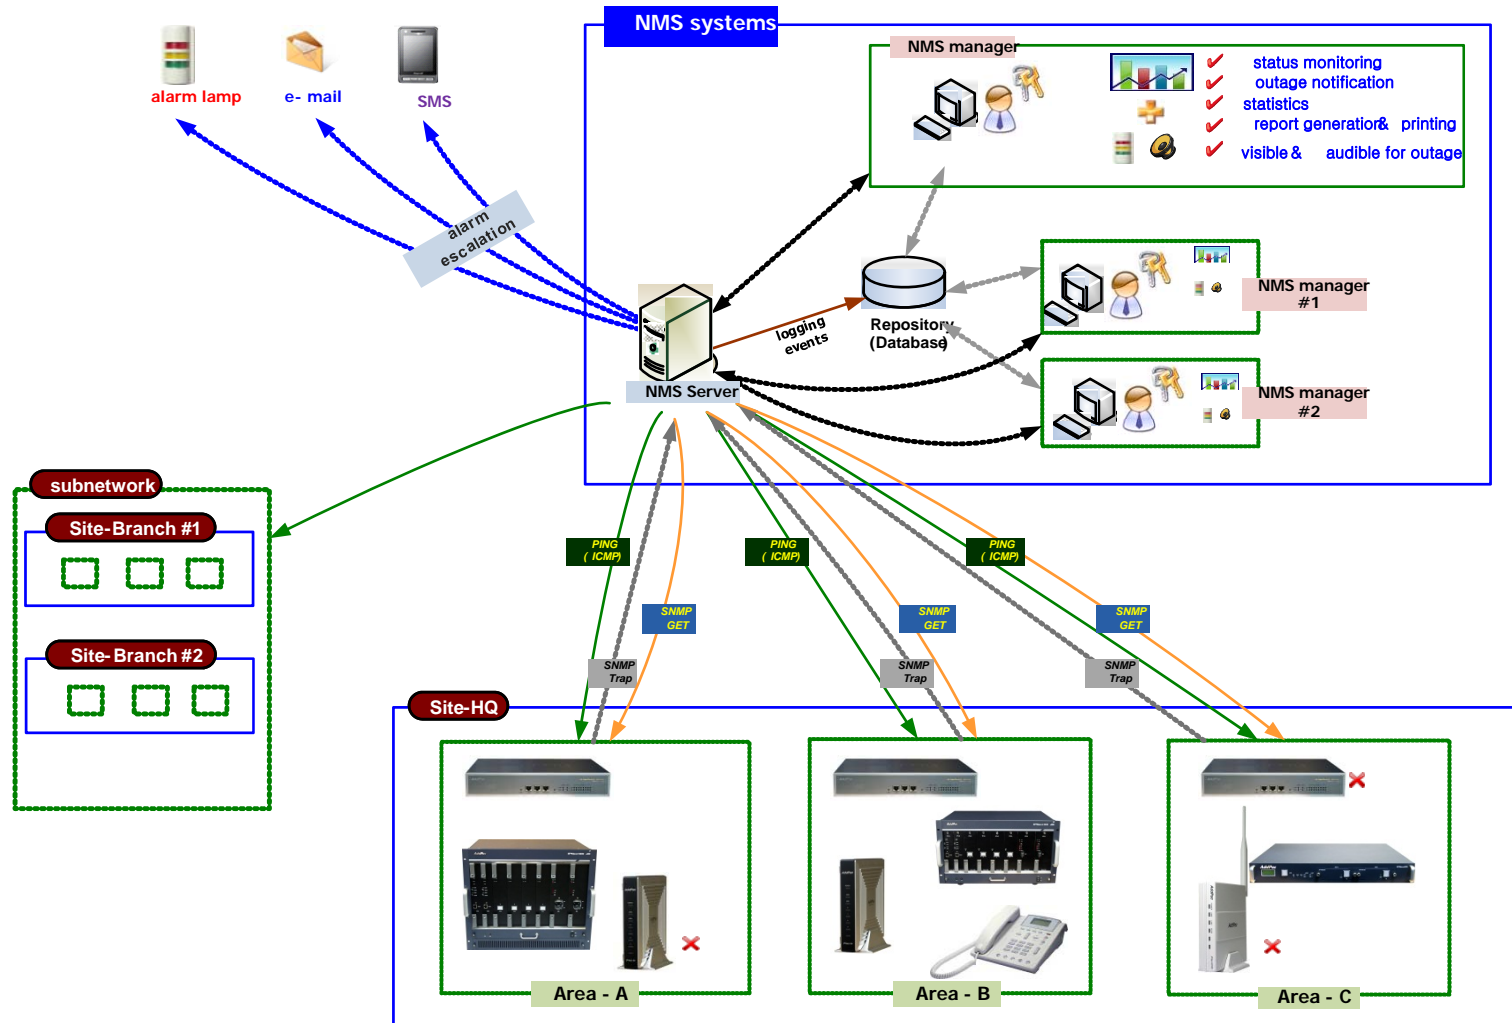 NMS systems
NMS manager
status monitoring
outage notification
statistics
report generation& printing
visible & audible for outage
alarm lamp
e- mail
SMS
alarm
escalation
NMS manager
#1
Repository
(Database)
logging
events
NMS Server
NMS manager
#2
subnetwork
Site-Branch #1
Site- Branch #2
PING
( ICMP)
PING
( ICMP)
PING
( ICMP)
SNMP
GET
SNMP
GET
SNMP
GET
SNMP
Trap
SNMP
Trap
SNMP
Trap
Site-HQ
Area - A
Area - B
Area - C